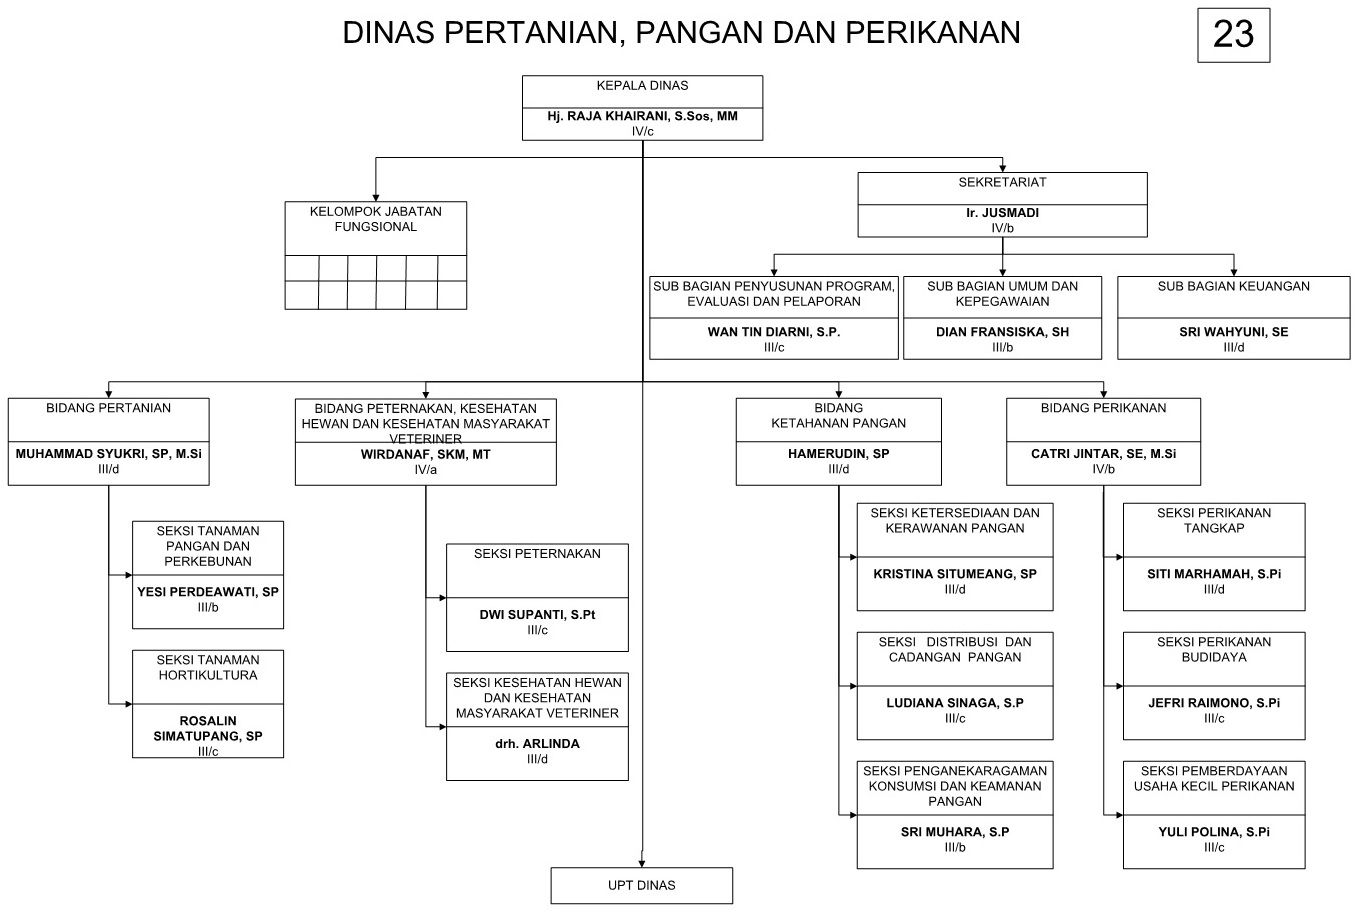 DINAS PERTANIAN, PANGAN DAN PERIKANAN
23
KEPALA DINAS
Hj. RAJA KHAIRANI, S.Sos, MM
IV/c
KELOMPOK JABATAN
FUNGSIONAL
SEKRETARIAT
Ir. JUSMADI
IV/b
SUB BAGIAN PENYUSUNAN PROGRAM,
EVALUASI DAN PELAPORAN
WAN TIN DIARNI, S.P.
III/c
SUB BAGIAN UMUM DAN
KEPEGAWAIAN
DIAN FRANSISKA, SH
III/b
SUB BAGIAN KEUANGAN
SRI WAHYUNI, SE
III/d
BIDANG PERTANIAN
MUHAMMAD SYUKRI, SP, M.Si
III/d
SEKSI TANAMAN
PANGAN DAN
PERKEBUNAN
YESI PERDEAWATI, SP
III/b
SEKSI TANAMAN
HORTIKULTURA
ROSALIN
SIMATUPANG, SP
III/c
BIDANG PETERNAKAN, KESEHATAN
HEWAN DAN KESEHATAN MASYARAKAT
VETERINER
WIRDANAF, SKM, MT
IV/a
SEKSI PETERNAKAN
DWI SUPANTI, S.Pt
III/c
SEKSI KESEHATAN HEWAN
DAN KESEHATAN
MASYARAKAT VETERINER
drh. ARLINDA
III/d
BIDANG
KETAHANAN PANGAN
HAMERUDIN, SP
III/d
SEKSI KETERSEDIAAN DAN
KERAWANAN PANGAN
KRISTINA SITUMEANG, SP
III/d
SEKSI DISTRIBUSI DAN
CADANGAN PANGAN
LUDIANA SINAGA, S.P
III/c
SEKSI PENGANEKARAGAMAN
KONSUMSI DAN KEAMANAN
PANGAN
SRI MUHARA, S.P
III/b
BIDANG PERIKANAN
CATRI JINTAR, SE, M.Si
IV/b
SEKSI PERIKANAN
TANGKAP
SITI MARHAMAH, S.Pi
III/d
SEKSI PERIKANAN
BUDIDAYA
JEFRI RAIMONO, S.Pi
III/c
SEKSI PEMBERDAYAAN
USAHA KECIL PERIKANAN
YULI POLINA, S.Pi
III/c
UPT DINAS